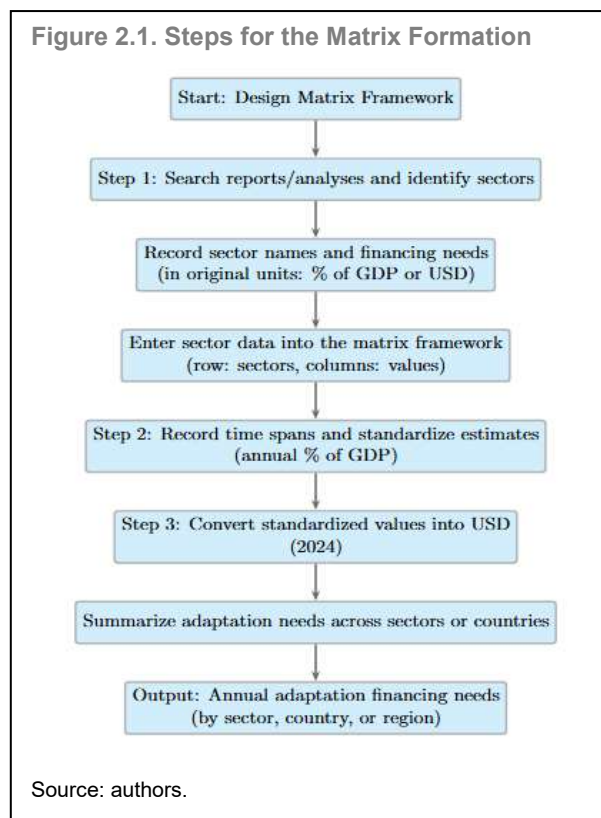 Figure 2.1. Steps for the Matrix Formation
Start: Design Matrix Framework
Step 1: Search reports/analyses and identify sectors
Record sector names and financing needs
(in original units: % of GDP or USD)
Enter sector data into the matrix framework
(row: sectors, columns: values)
Step 2: Record time spans and standardize estimates
(annual % of GDP)
Step 3: Convert standardized values into USD
(2024)
Summarize adaptation needs across sectors or countries
Output: Annual adaptation financing needs
(by sector, country, or region)
Source: authors.